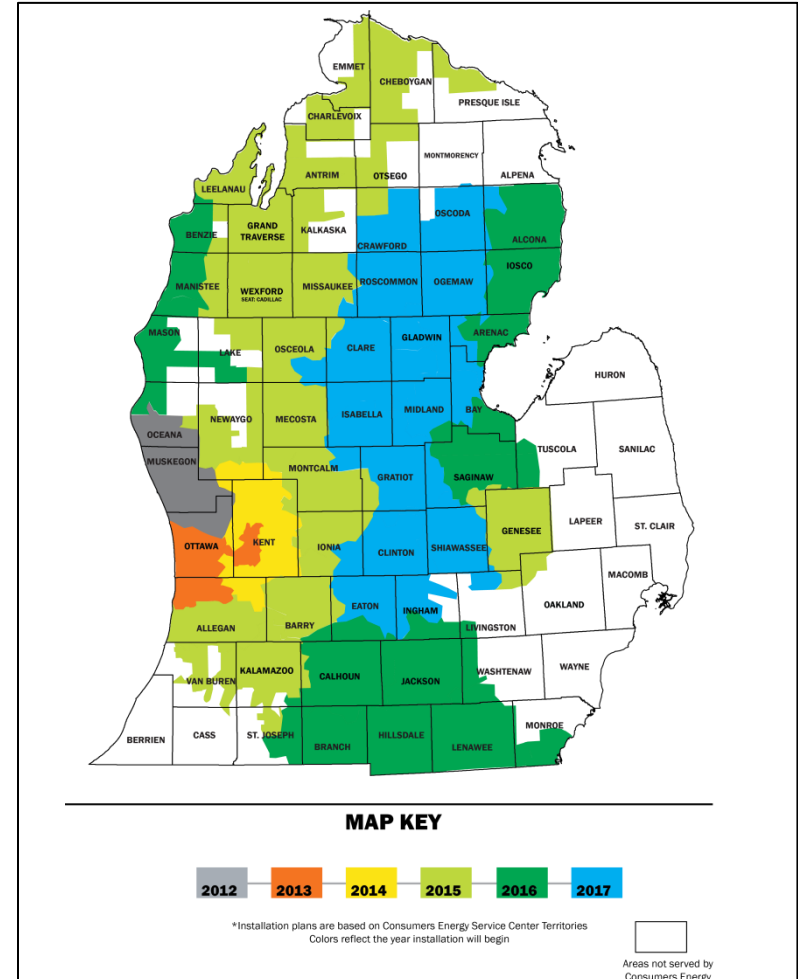 EMMET
CHEBOYGAN
PRESQUE ISLE
CHARLEVOIX
MONTMORENCY
ANTRIM
OTSEGO
ALPENA
LEELANAU
BENZIE
GRAND
TRAVERSE
KALKASKA
CRAWFORD
OSCODA
ALCONA
MANISTEE
WEXFORD
SEAT: CADILLAC
MISSAUKEE
ROSCOMMON
OGEMAW
IOSCO
MASON
LAKE
OSCEOLA
CLARE
GLADWIN
ARENAC
HURON
OCEANA
NEWAYGO
MECOSTA
ISABELLA
MIDLAND
BAY
MUSKEGON
MONTCALM
GRATIOT
SAGINAW
TUSCOLA
SANILAC
OTTAWA
KENT
IONIA
CLINTON
SHIAWASSEE
GENESEE
LAPEER
ST. CLAIR
ALLEGAN
BARRY
EATON
INGHAM
LIVINGSTON
OAKLAND
MACOMB
VAN BUREN
KALAMAZOO
CALHOUN
JACKSON
WASHTENAW
WAYNE
BERRIEN
CASS
ST. JOSEPH
BRANCH
HILLSDALE
LENAWEE
MONROE
MAP KEY
2012 2013 2014 2015 2016 2017
*Installation plans are based on Consumers Energy Service Center Territories
Colors reflect the year installation will begin
Areas not served by
Consumers Energy